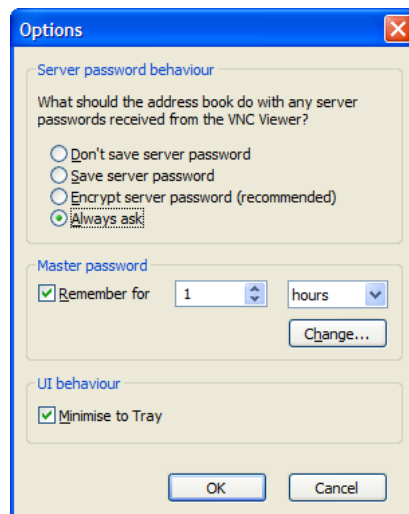 Options
Server password behaviour
What should the address book do with any server
passwords received from the VNC Viewer?
Don't save server password
Save server password
Encrypt server password (recommended)
Always ask
Master password
Remember for 1 hours
Change...
UI behaviour
Minimise to Tray
OK Cancel